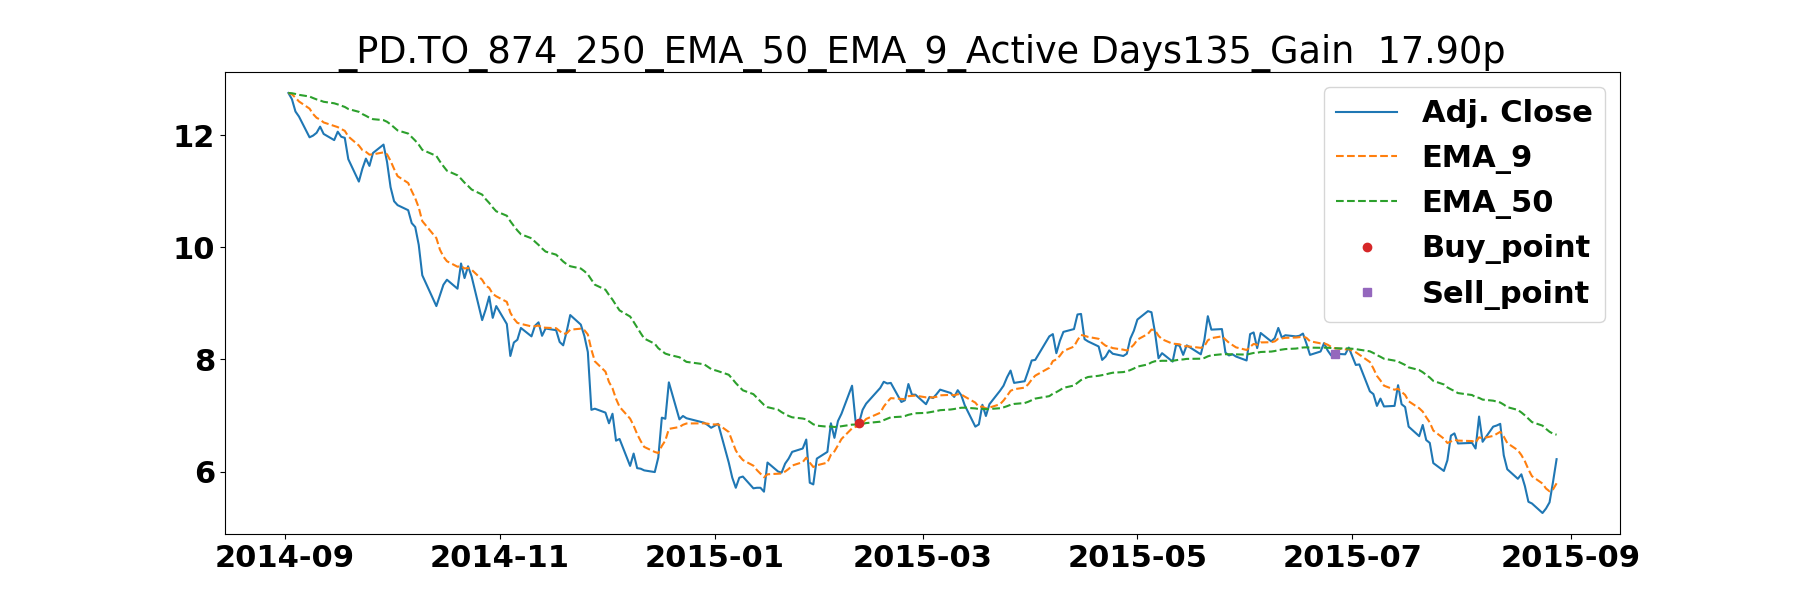 _PD.TO_874_250_EMA_50_EMA_9_Active Days135_Gain  17.90p
Adj. Close
EMA_9
EMA_50
Buy_point
Sell_point
12
10
8
6
2014-09
2014-11
2015-01
2015-03
2015-05
2015-07
2015-09